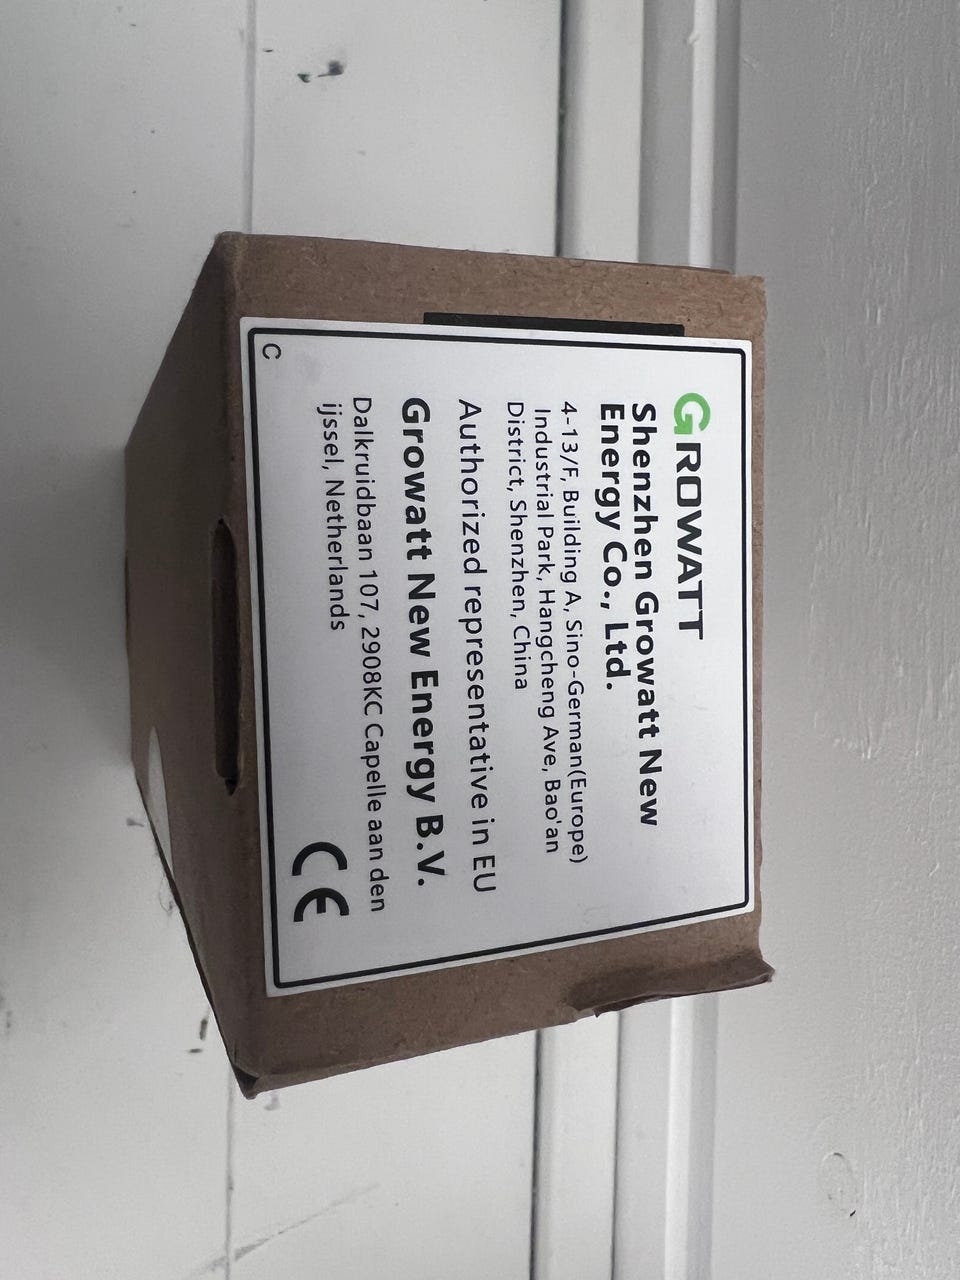 GROWATT
Shenzhen Growatt New
Energy Co., Ltd.
4-13/F, Building A, Sino-German(Europe)
Industrial Park, Hangcheng Ave, Bao'an
District, Shenzhen, China
Authorized representative in EU
Growatt New Energy B.V.
Dalkruidbaan 107, 2908KC Capelle aan den
ijssel, Netherlands
CE
C